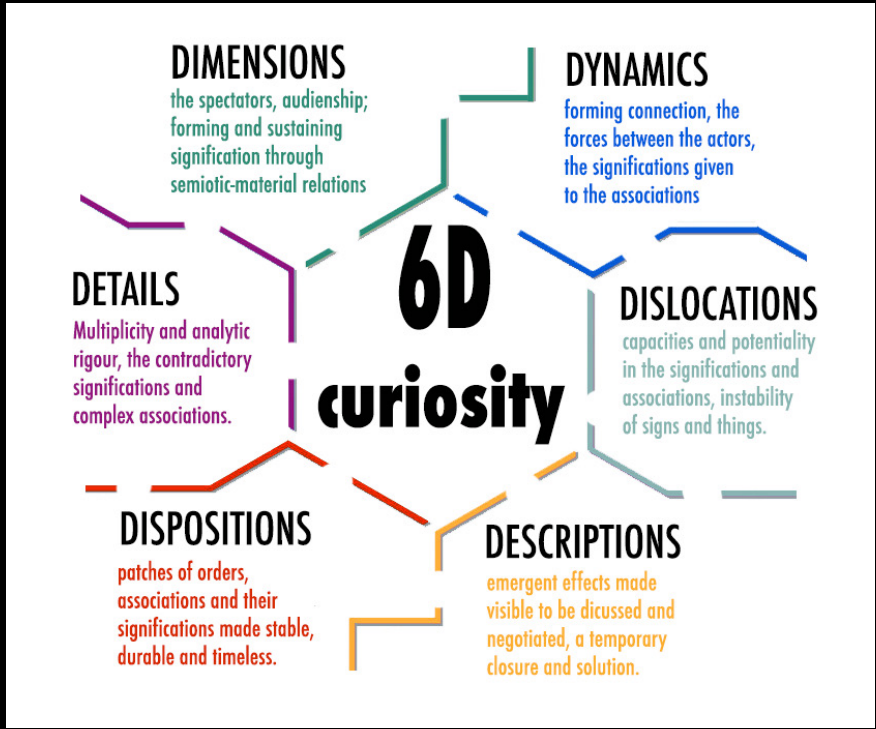 DIMENSIONS
the spectators, audienship;
forming and sustaining
signification through
semiotic-material relations
DYNAMICS
forming connection, the
forces between the actors,
the significations given
to the associations
6D
curiosity
DETAILS
Multiplicity and analytic
rigour, the contradictory
significations and
complex associations.
DISLOCATIONS
capacities and potentiality
in the significations and
associations, instability
of signs and things.
DISPOSITIONS
patches of orders,
associations and their
significations made stable,
durable and timeless.
DESCRIPTIONS
emergent effects made
visible to be dicussed and
negotiated, a temporary
closure and solution.